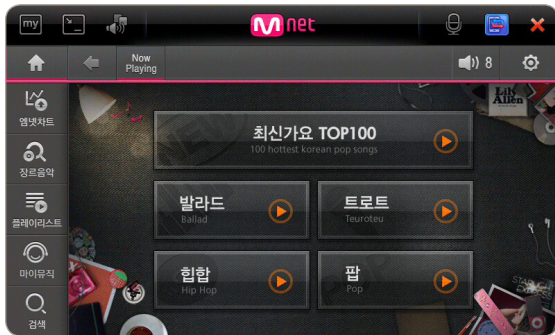 my
Mnet
Now
Playing
8
Lily
Allen
엠넷차트
장르음악
플레이리스트
마이뮤직
검색
최신가요 TOP100
100 hottest korean pop songs
발라드
Ballad
트로트
Teuroteu
힙합
Hip Hop
팝
Pop
NEW
POP